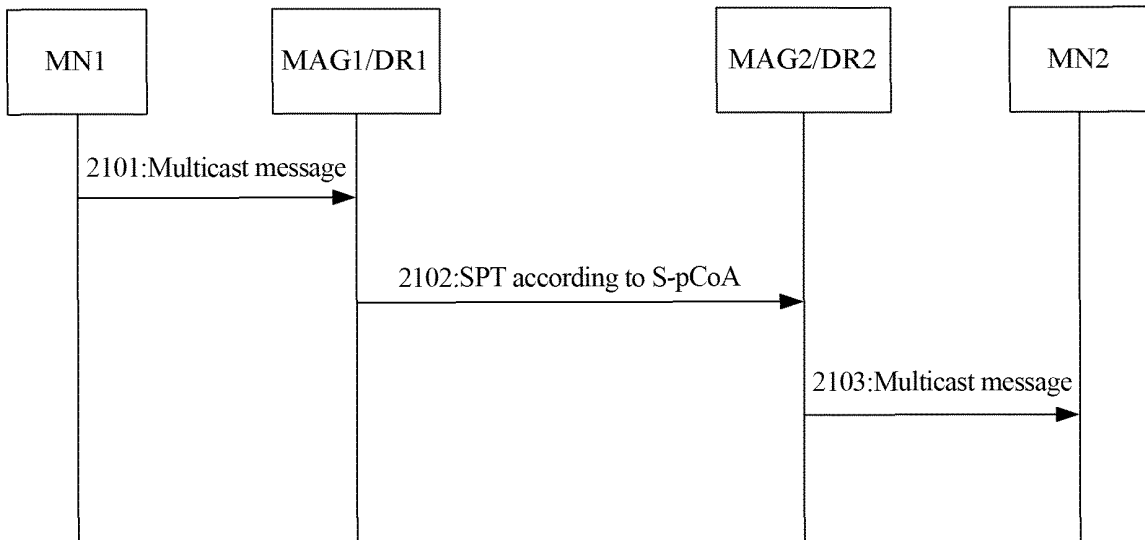 MN1
MAG1/DR1
MAG2/DR2
MN2
2101:Multicast message
2102:SPT according to S-pCoA
2103:Multicast message